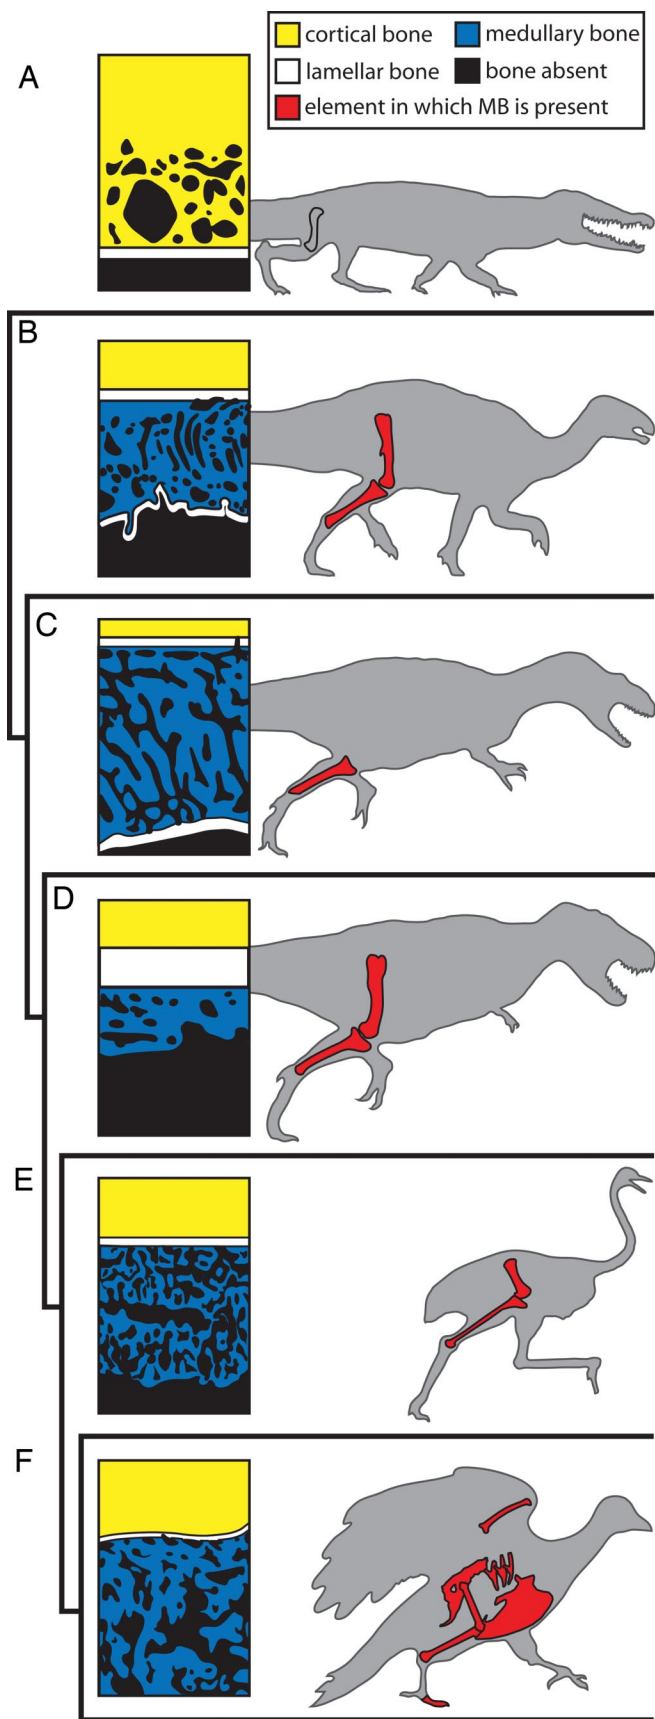 cortical bone medullary bone
lamellar bone bone absent
element in which MB is present
A
B
C
D
E
F